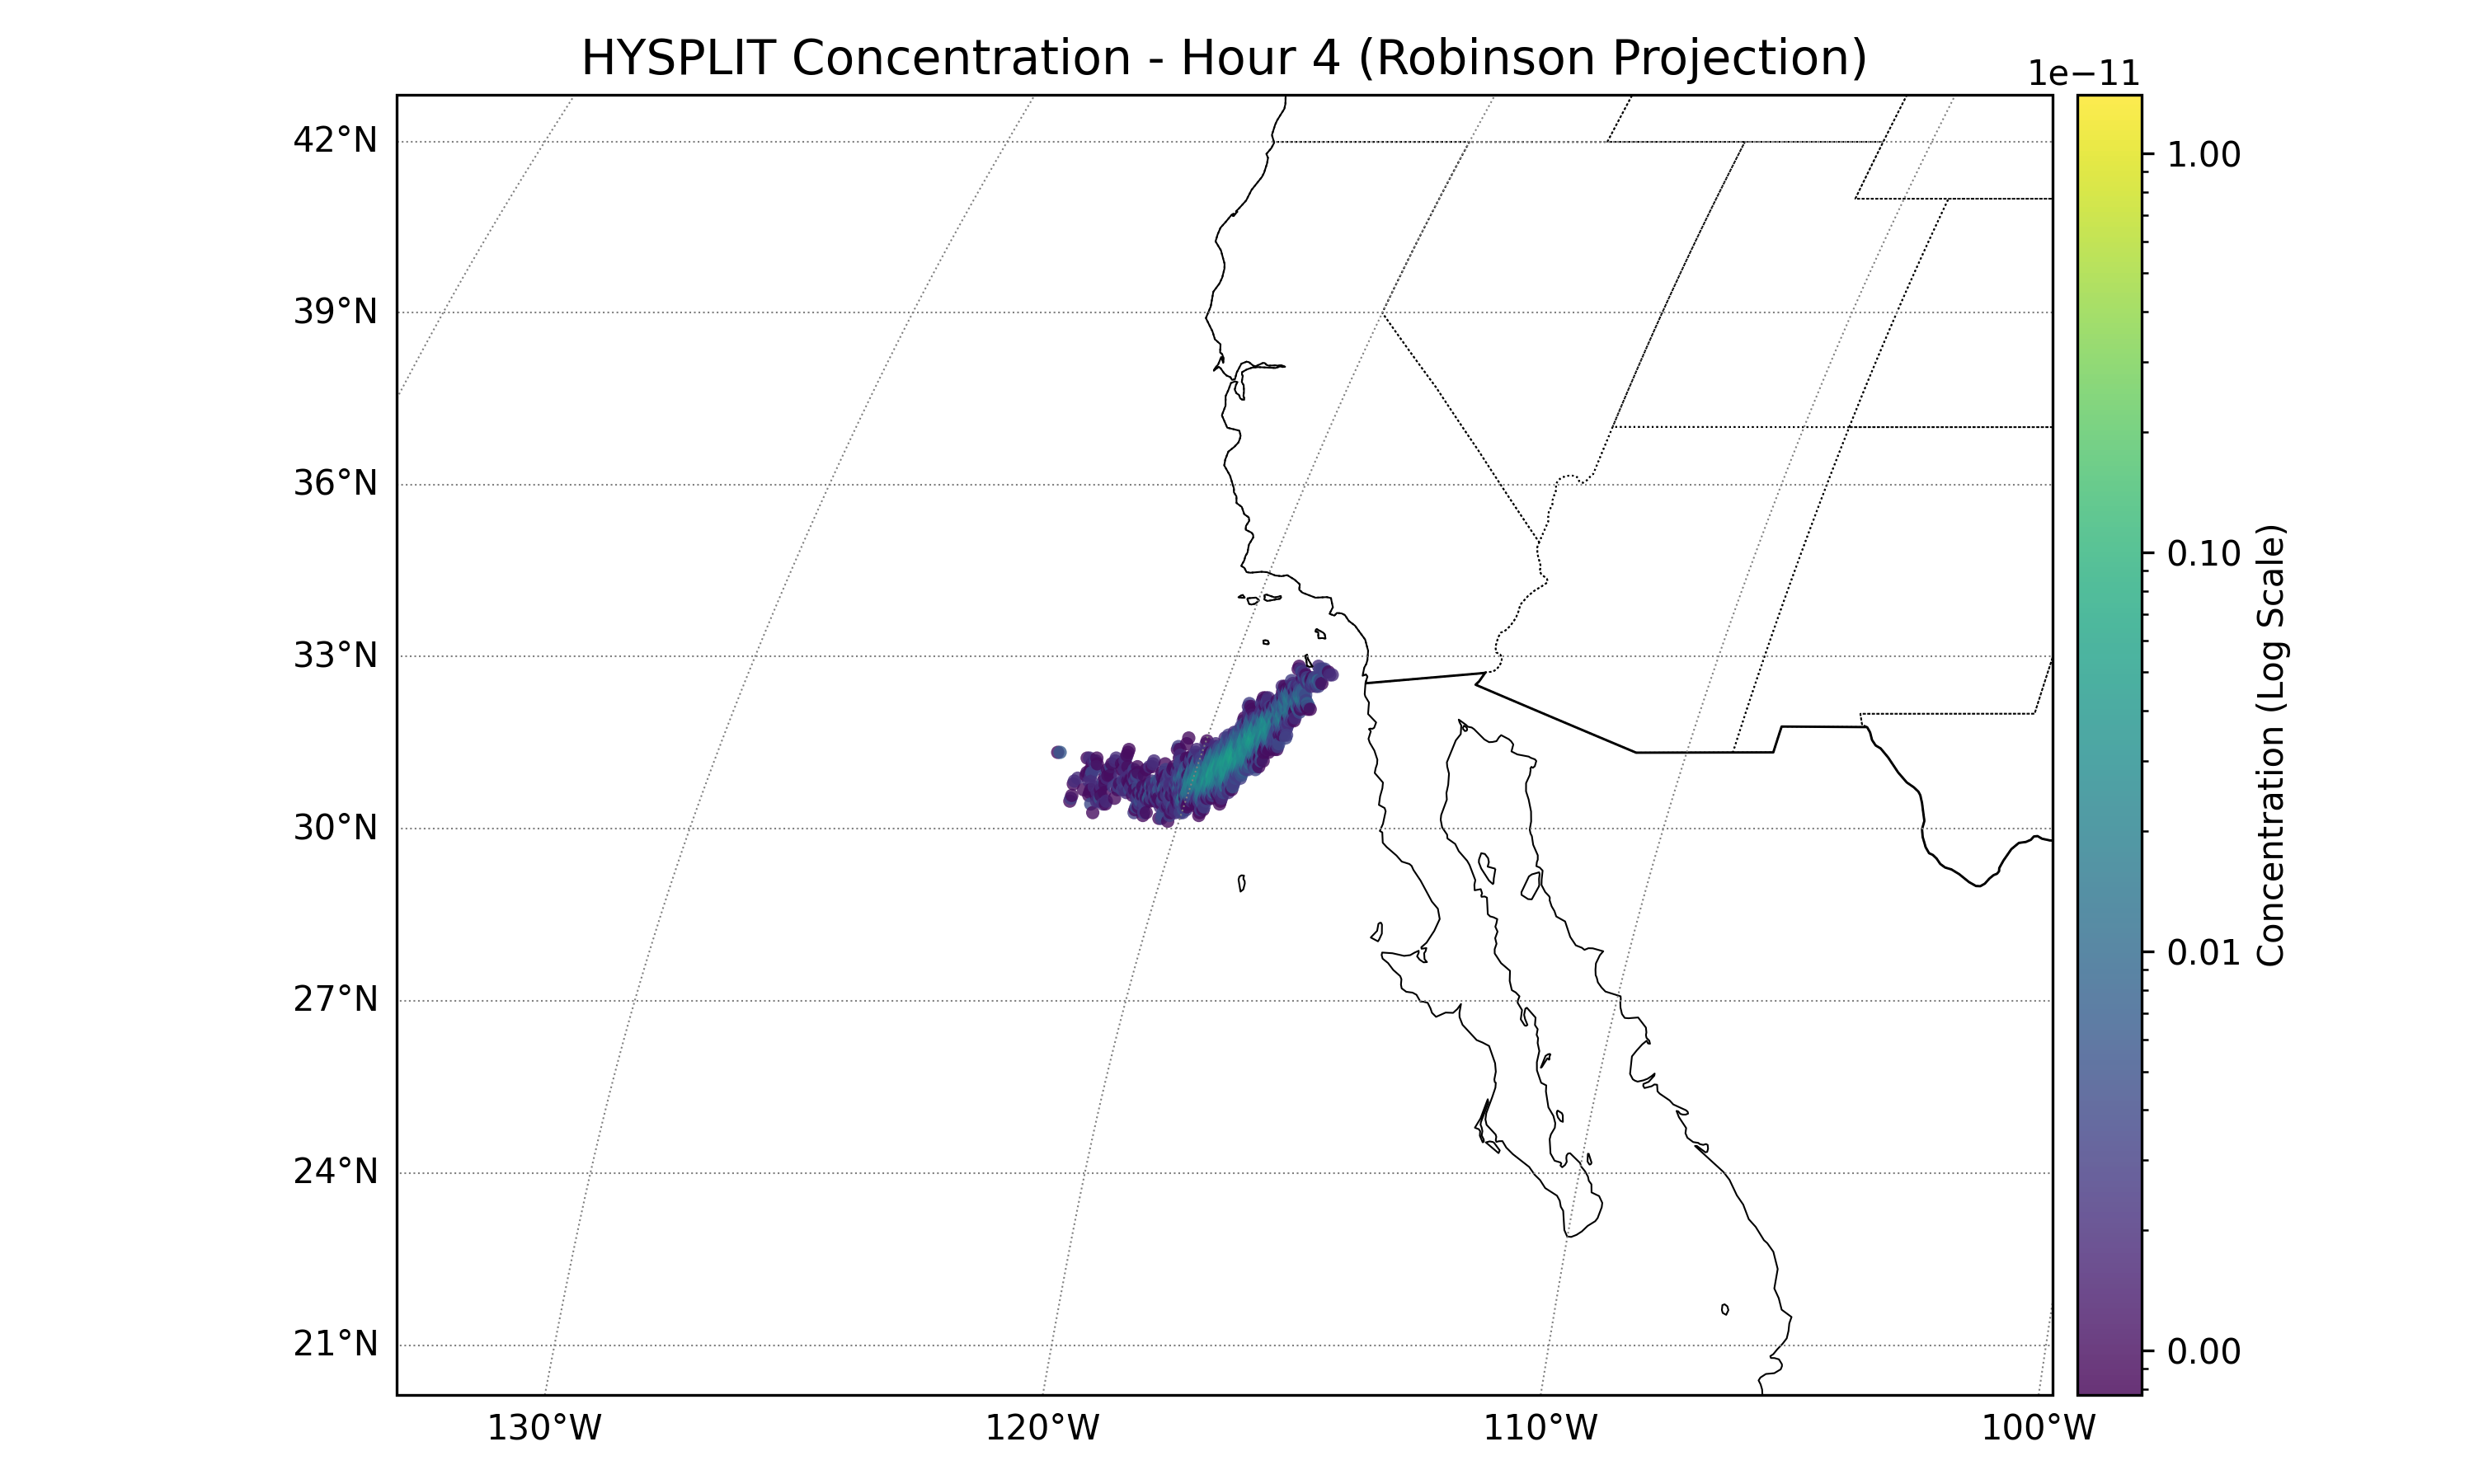 HYSPLIT Concentration - Hour 4 (Robinson Projection)
1e−11
42°N
39°N
36°N
33°N
30°N
27°N
24°N
21°N
130°W
120°W
110°W
100°W
1.00
0.10
0.01
0.00
Concentration (Log Scale)